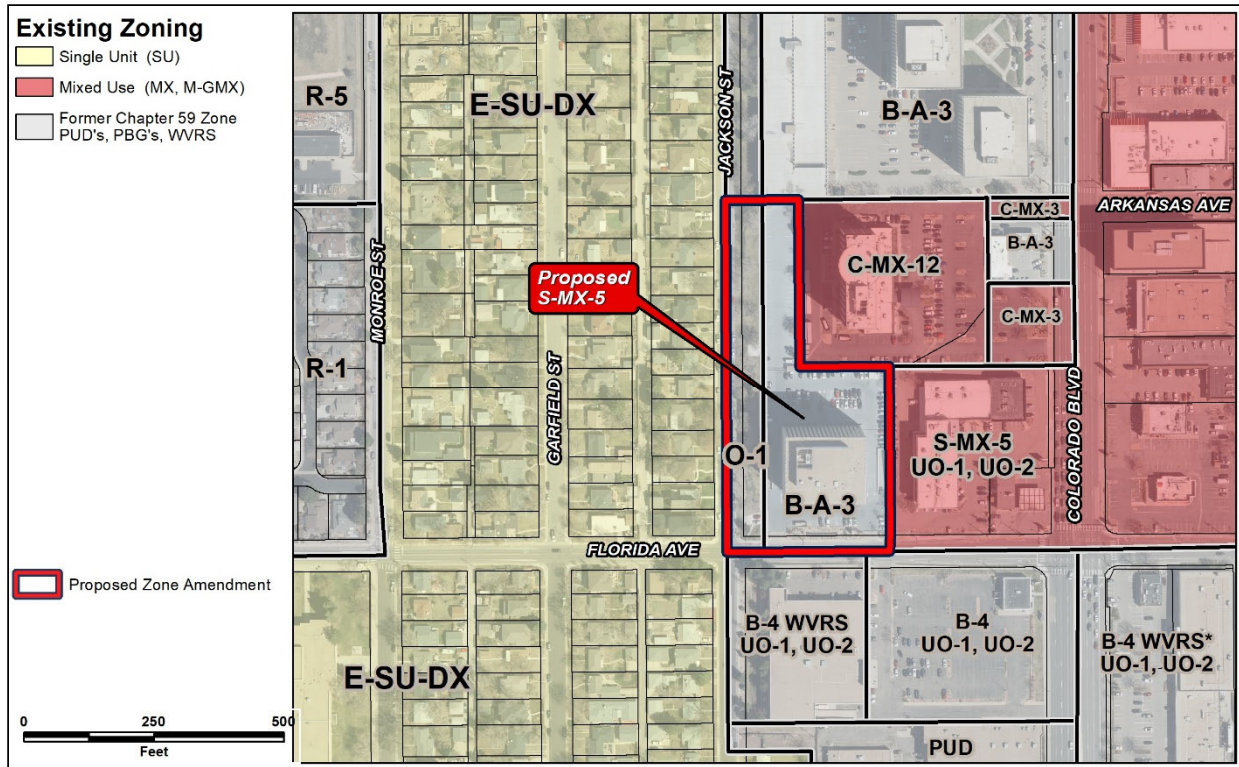 Existing Zoning
Single Unit (SU)
Mixed Use (MX, M-GMX)
Former Chapter 59 Zone
PUD's, PBG's, WVRS
Proposed Zone Amendment
0 250 500
Feet
R-5
E-SU-DX
JACKSON ST
B-A-3
C-MX-3
ARKANSAS AVE
B-A-3
C-MX-12
Proposed
S-MX-5
C-MX-3
MONROE ST
R-1
GARFIELD ST
COLORADO BLVD
S-MX-5
UO-1, UO-2
O-1
B-A-3
FLORIDA AVE
B-4 WVRS
UO-1, UO-2
B-4
UO-1, UO-2
B-4 WVRS*
UO-1, UO-2
E-SU-DX
PUD